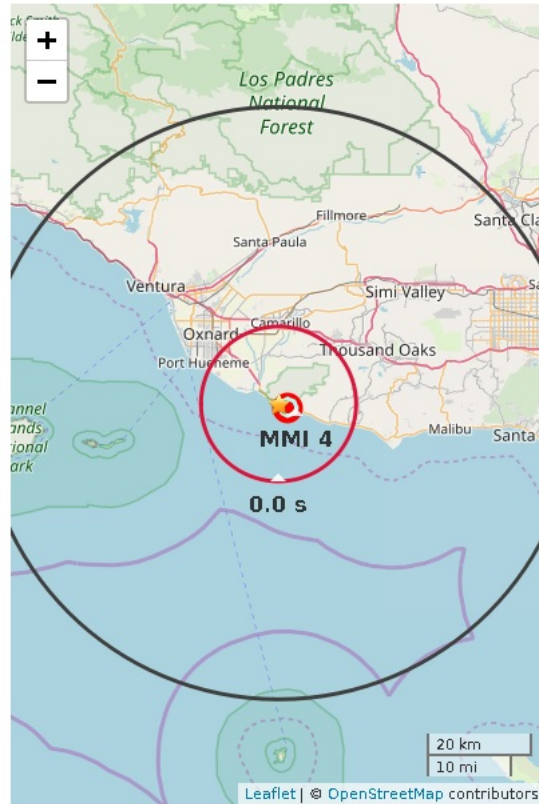 +
−
Los Padres
National
Forest
Fillmore
Santa Cla
Santa Paula
Ventura
Simi Valley
Oxnard
Camarillo
Thousand Oaks
Port Hueneme
annel
ands
ional
ark
Malibu
Santa
MMI 4
0.0 s
20 km
10 mi
Leaflet | © OpenStreetMap contributors